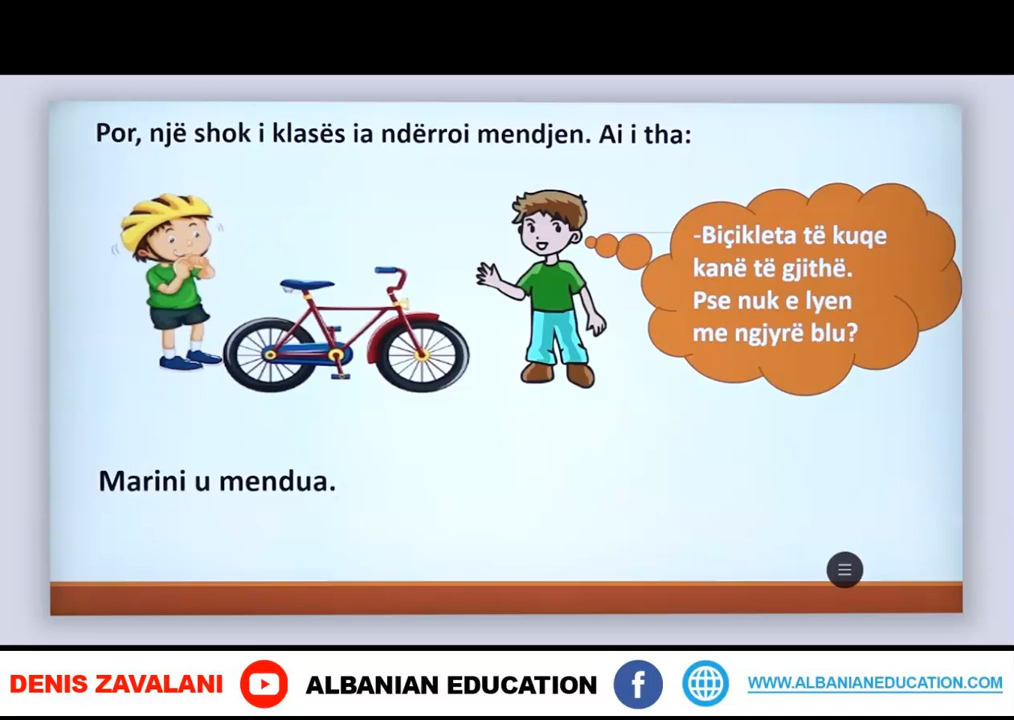 Por, një shok i klasës ia ndërroi mendjen. Ai i tha:
-Biçikleta të kuqe
kanë të gjithë.
Pse nuk e lyen
me ngjyrë blu?
Marini u mendua.
DENIS ZAVALANI ALBANIAN EDUCATION WWW.ALBANIANEDUCATION.COM